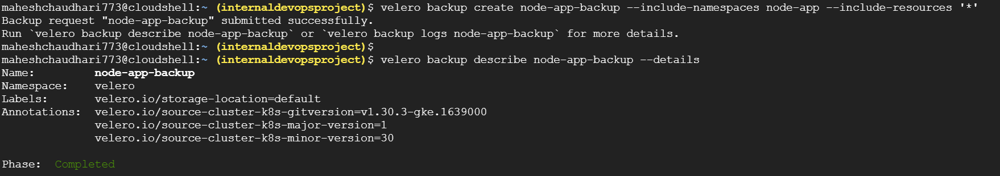 maheshchaudhari773@cloudshell:~ (internaldevopsproject)$ velero backup create node-app-backup --include-namespaces node-app --include-resources '*'
Backup request "node-app-backup" submitted successfully.
Run `velero backup describe node-app-backup` or `velero backup logs node-app-backup` for more details.
maheshchaudhari773@cloudshell:~ (internaldevopsproject)$
maheshchaudhari773@cloudshell:~ (internaldevopsproject)$ velero backup describe node-app-backup --details
Name:         node-app-backup
Namespace:    velero
Labels:       velero.io/storage-location=default
Annotations:  velero.io/source-cluster-k8s-gitversion=v1.30.3-gke.1639000
              velero.io/source-cluster-k8s-major-version=1
              velero.io/source-cluster-k8s-minor-version=30
Phase:  Completed